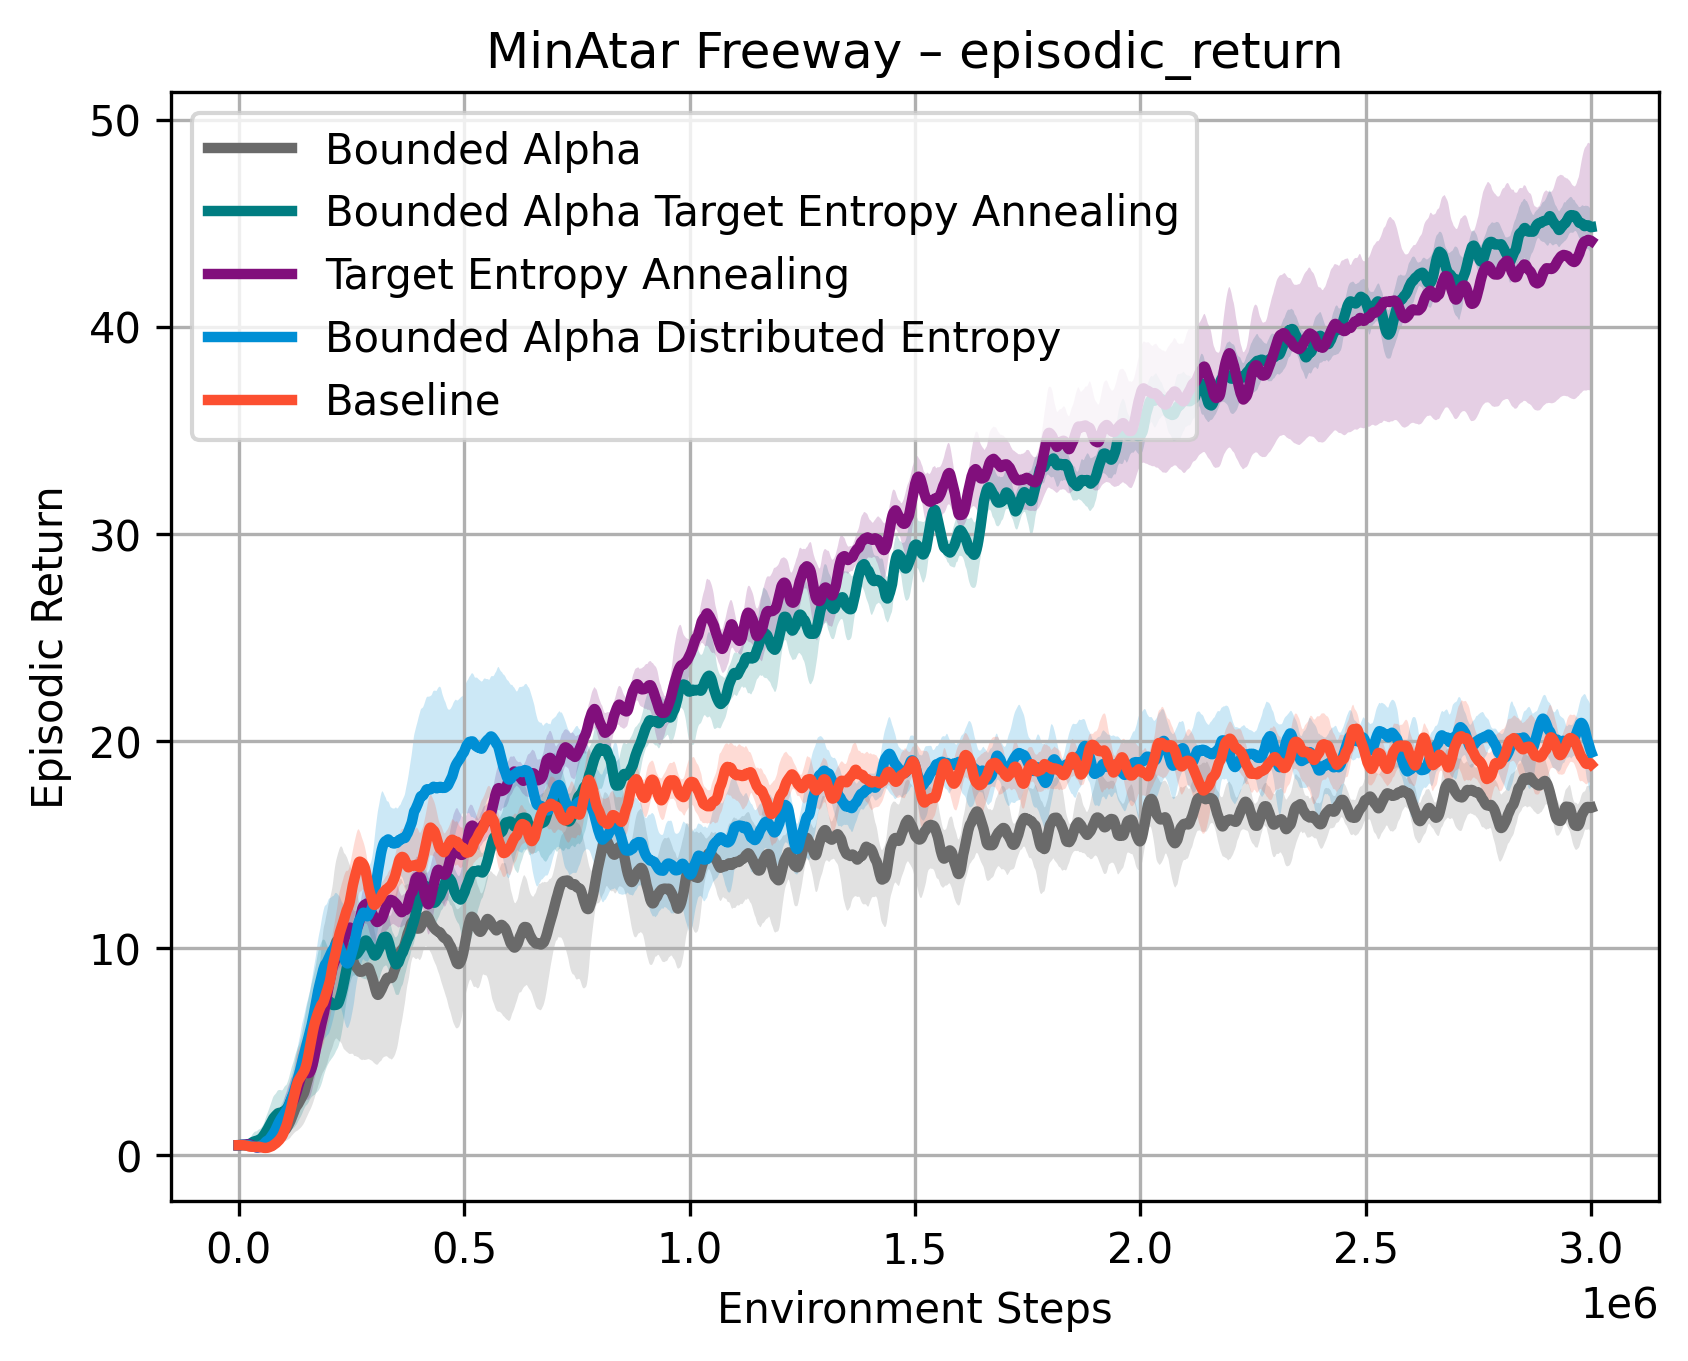 MinAtar Freeway – episodic_return
50
40
30
20
10
0
Episodic Return
Bounded Alpha
Bounded Alpha Target Entropy Annealing
Target Entropy Annealing
Bounded Alpha Distributed Entropy
Baseline
0.0 0.5 1.0 1.5 2.0 2.5 3.0
1e6
Environment Steps